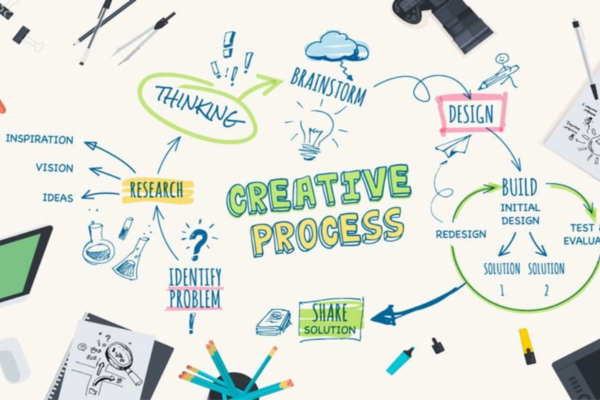 THINKING
BRAINSTORM
DESIGN
INSPIRATION
VISION
IDEAS
RESEARCH
CREATIVE
PROCESS
BUILD
INITIAL
DESIGN
REDESIGN
TEST &
EVALUA
SOLUTION
1
SOLUTION
2
IDENTIFY
PROBLEM
SHARE
SOLUTION